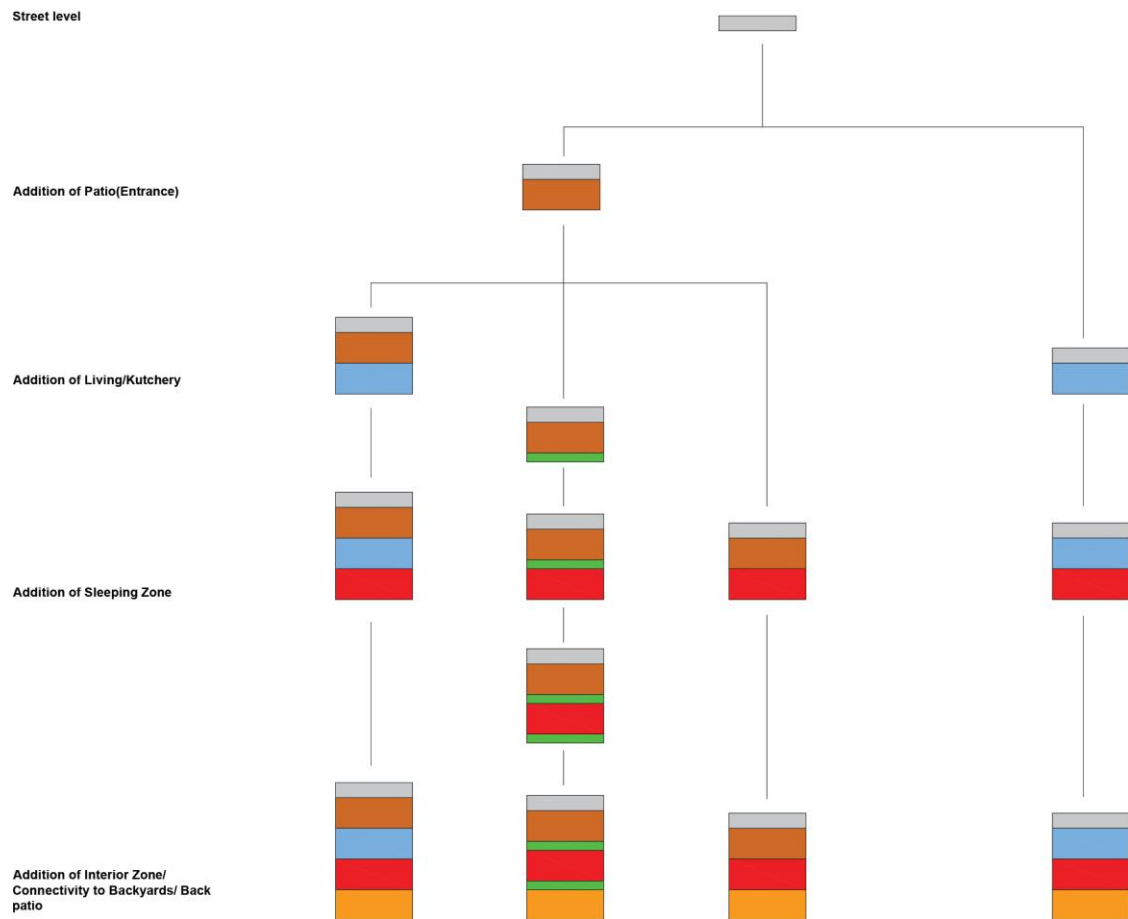 Street level
Addition of Patio(Entrance)
Addition of Living/Kutchery
Addition of Sleeping Zone
Addition of Interior Zone/
Connectivity to Backyards/ Back
patio